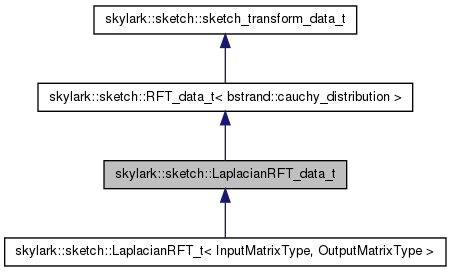 skylark::sketch::sketch_transform_data_t
skylark::sketch::RFT_data_t< bstrand::cauchy_distribution >
skylark::sketch::LaplacianRFT_data_t
skylark::sketch::LaplacianRFT_t< InputMatrixType, OutputMatrixType >